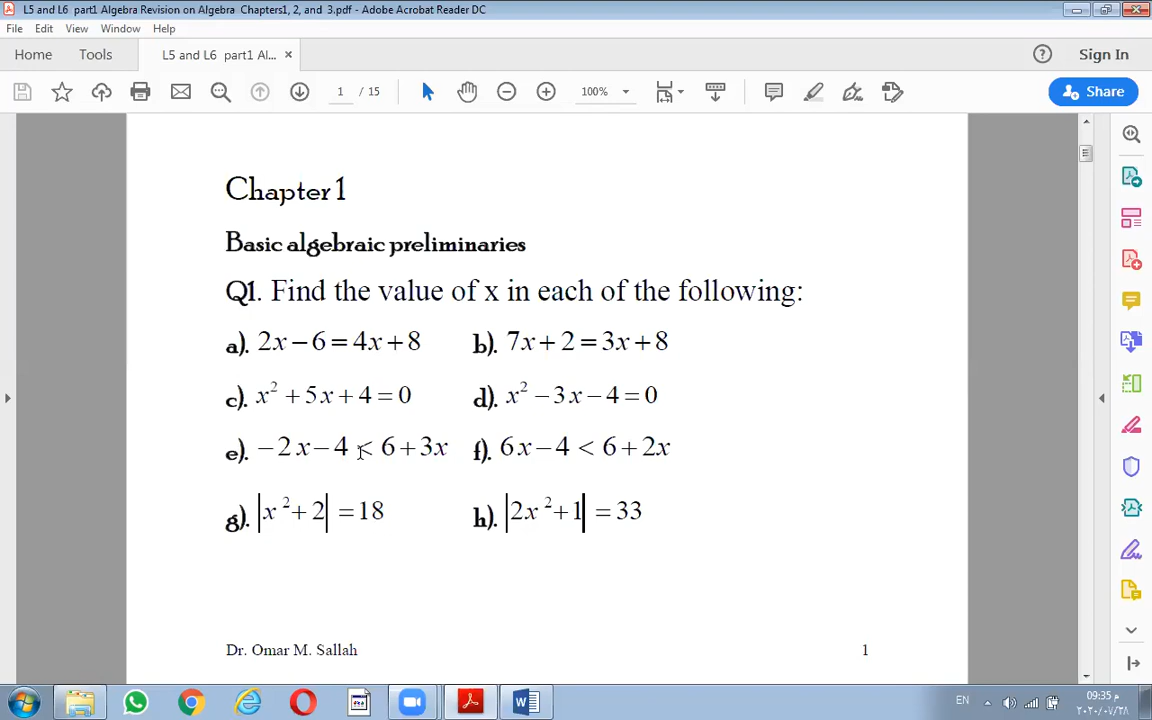 L5 and L6 part1 Algebra Revision on Algebra Chapters1, 2, and 3.pdf - Adobe Acrobat Reader DC
File Edit View Window Help
Home Tools L5 and L6 part1 Al... × Sign In
1 / 15 100% Share
Chapter 1
Basic algebraic preliminaries
Q1. Find the value of x in each of the following:
a). 2x − 6 = 4x + 8 b). 7x + 2 = 3x + 8
c). x² + 5x + 4 = 0 d). x² − 3x − 4 = 0
e). −2x − 4 < 6 + 3x f). 6x − 4 < 6 + 2x
g). |x² + 2| = 18 h). |2x² + 1| = 33
Dr. Omar M. Sallah 1
EN 09:35 م
٢٠٢٠/٠٧/٢٨